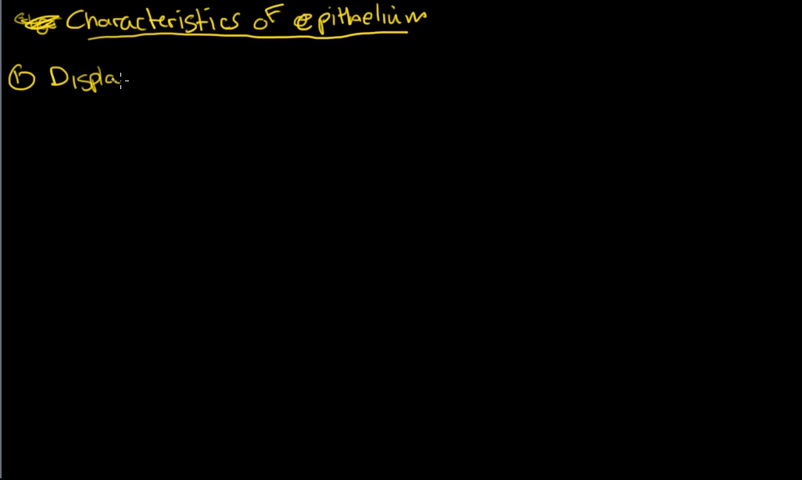 Characteristics of epithelium
① Displa